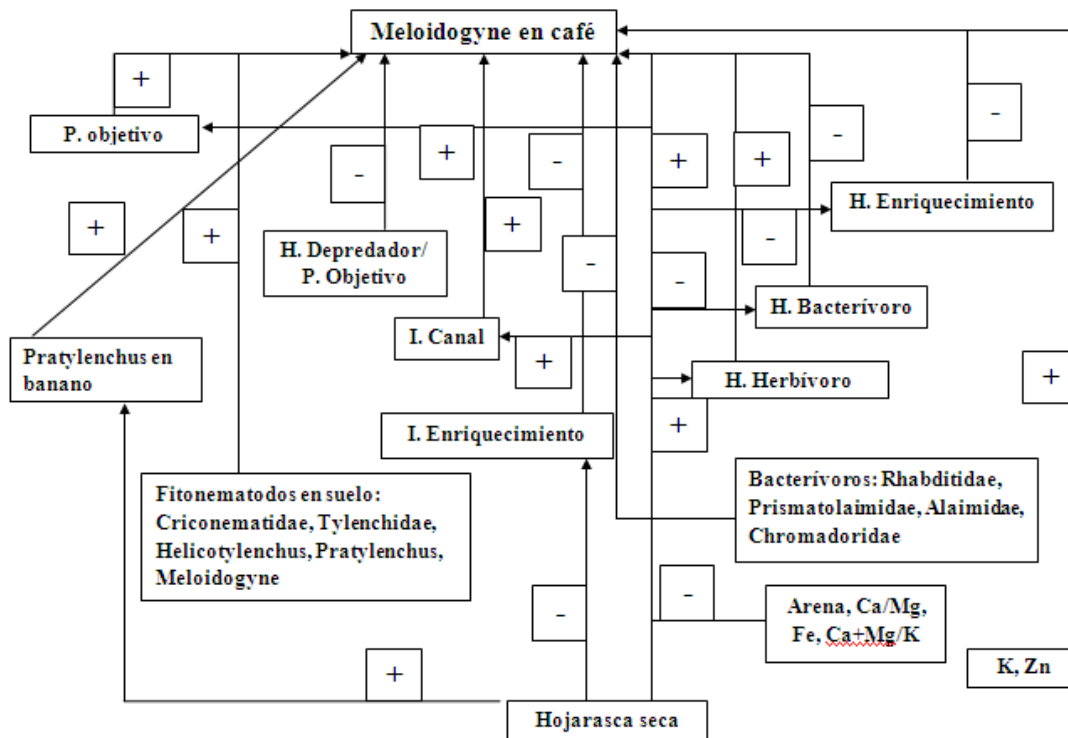 Meloidogyne en café
+
P. objetivo
+
-
-
+
+
-
-
+
+
-
H. Enriquecimiento
H. Depredador/
P. Objetivo
+
-
-
-
H. Bacterívoro
Pratylenchus en
banano
I. Canal
+
H. Herbívoro
+
I. Enriquecimiento
+
Fitonematodos en suelo:
Criconematidae, Tylenchidae,
Helicotylenchus, Pratylenchus,
Meloidogyne
Bacterívoros: Rhabditidae,
Prismatolaimidae, Alaimidae,
Chromadoridae
-
-
Arena, Ca/Mg,
Fe, Ca+Mg/K
+
K, Zn
Hojarasca seca